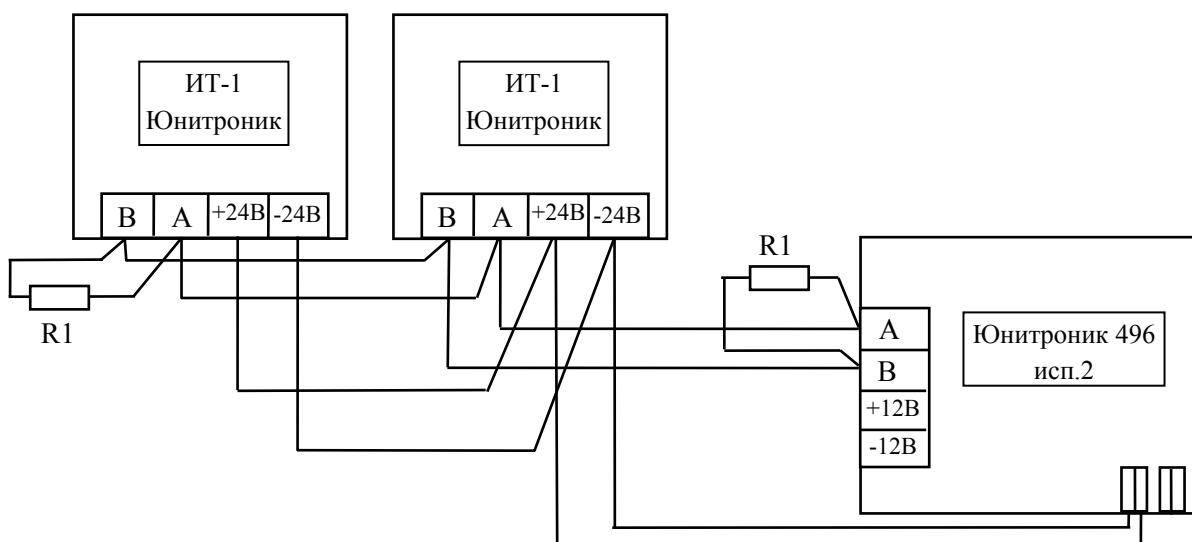 ИТ-1
Юнитроник
B
A
+24В
-24В
R1
ИТ-1
Юнитроник
B
A
+24В
-24В
R1
A
B
+12В
-12В
Юнитроник 496
исп.2